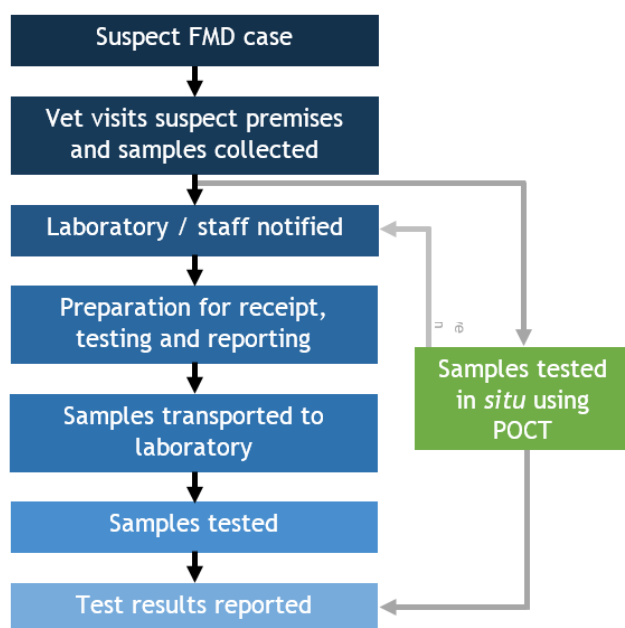 Suspect FMD case
Vet visits suspect premises
and samples collected
Laboratory / staff notified
Preparation for receipt,
testing and reporting
Samples transported to
laboratory
Samples tested
Test results reported
Samples tested
in situ using
POCT